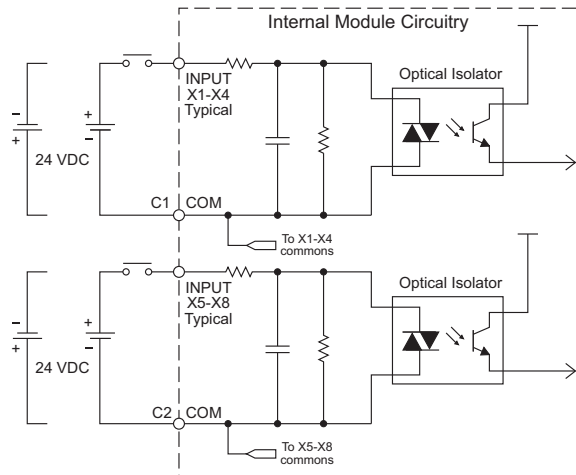 Internal Module Circuitry
Optical Isolator
INPUT
X1-X4
Typical
-
+
+
-
24 VDC
C1 COM
To X1-X4
commons
Optical Isolator
INPUT
X5-X8
Typical
-
+
+
-
24 VDC
C2 COM
To X5-X8
commons